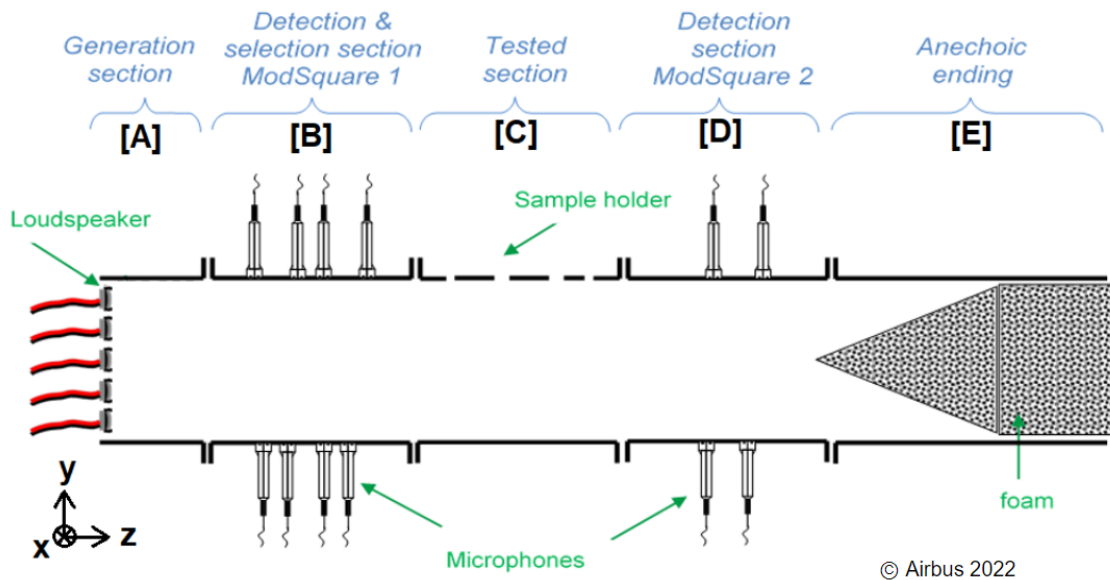 Generation
section
[A]
Detection &
selection section
ModSquare 1
[B]
Tested
section
[C]
Detection
section
ModSquare 2
[D]
Anechoic
ending
[E]
Loudspeaker
Sample holder
foam
Microphones
y
x
z
© Airbus 2022